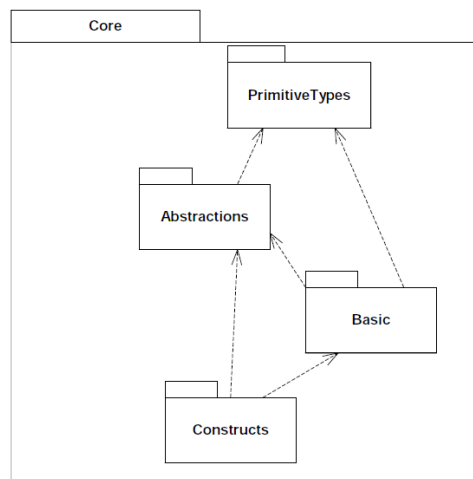 Core
PrimitiveTypes
Abstractions
Basic
Constructs